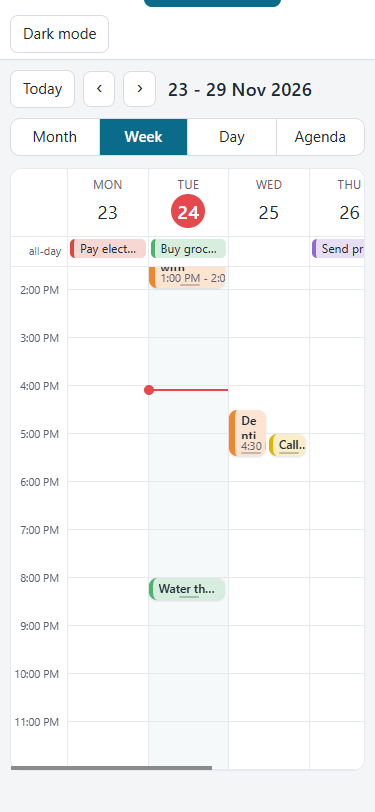 Dark mode
Today
23 - 29 Nov 2026
Month Week Day Agenda
MON TUE WED THU
23 24 25 26
all-day Pay elect... Buy groc... Send pr
with
1:00 PM - 2:0
2:00 PM
3:00 PM
4:00 PM
De
nti
4:30
Call..
5:00 PM
6:00 PM
7:00 PM
8:00 PM
Water th...
9:00 PM
10:00 PM
11:00 PM